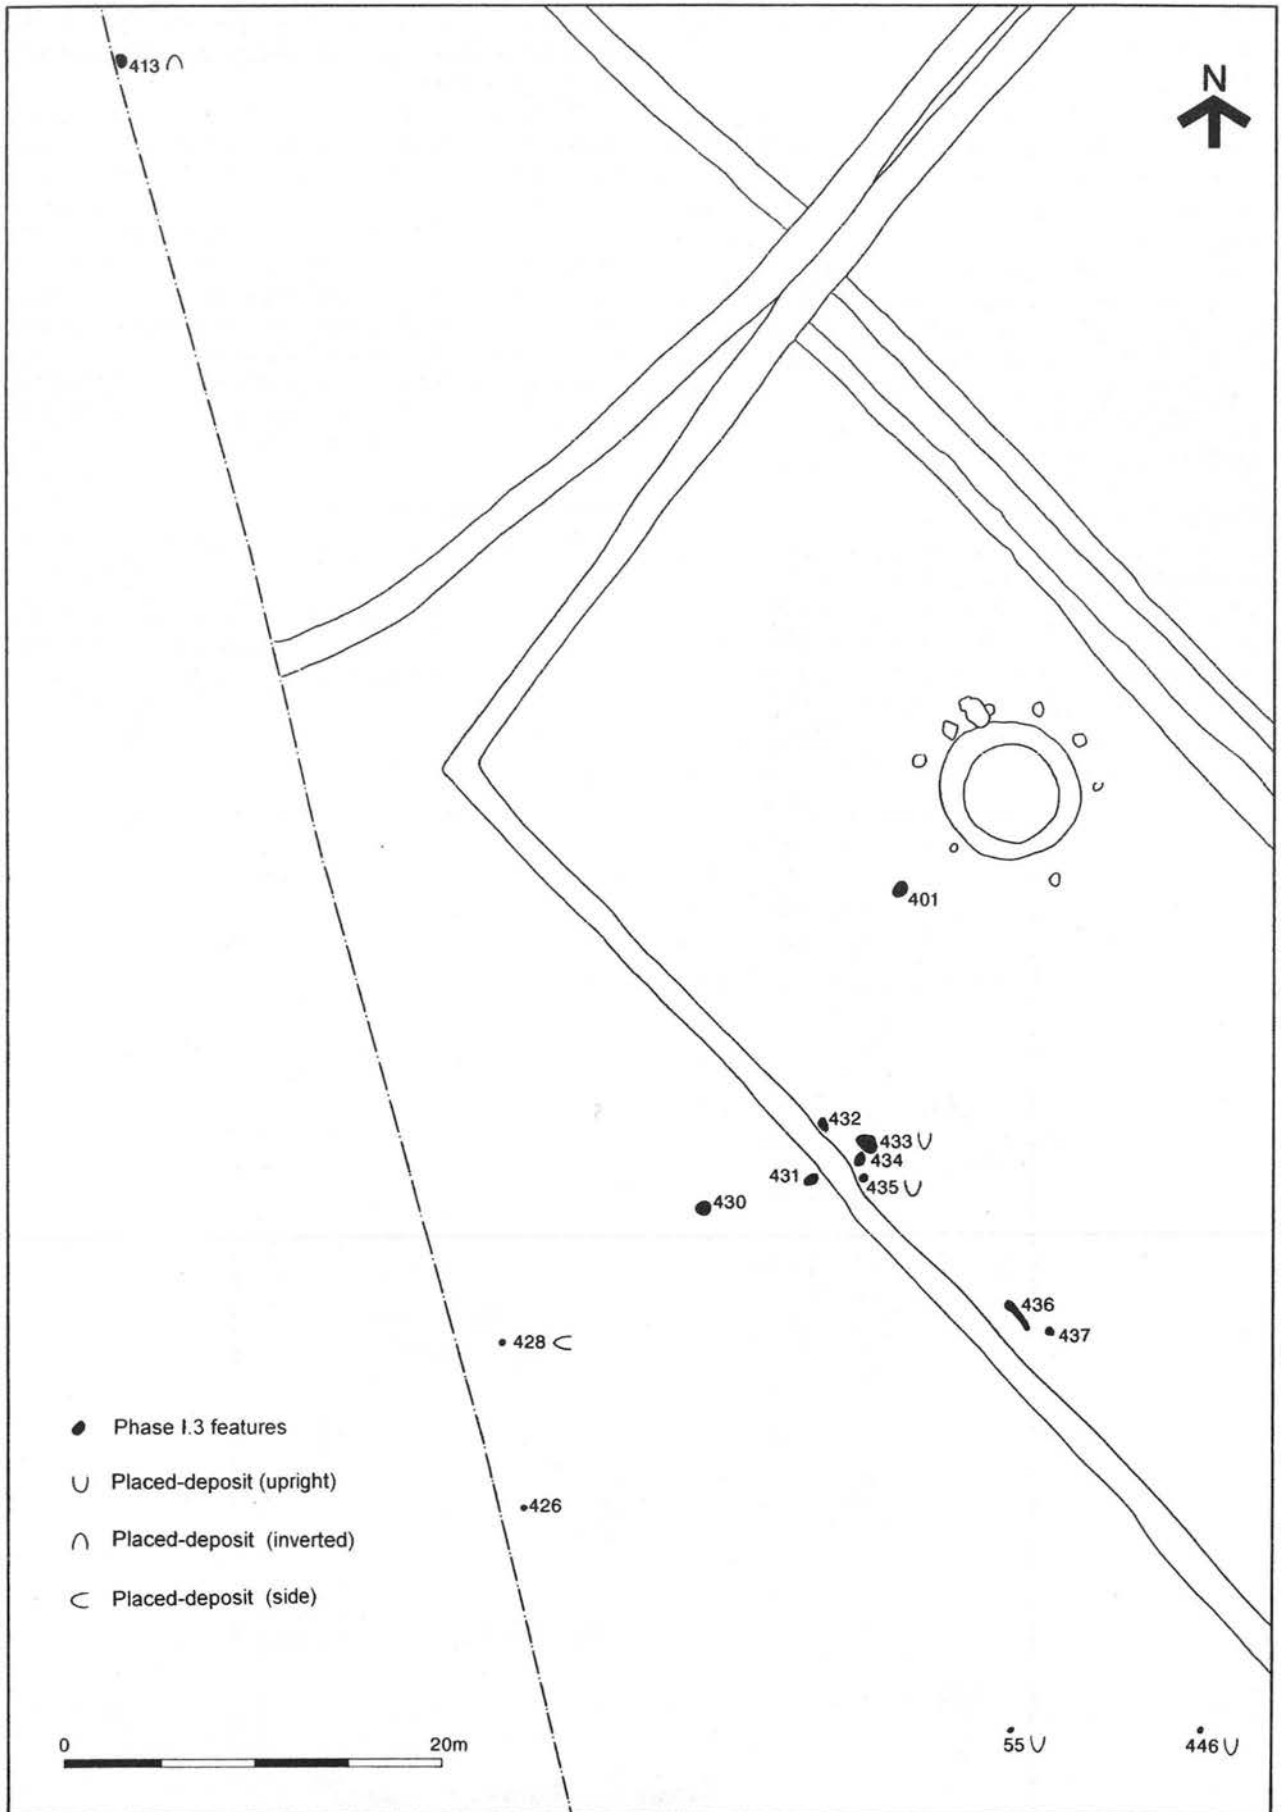 413 ∩
N
401
432
433 U
434
431
435 U
430
436
437
428 ⊂
Phase I.3 features
U Placed-deposit (upright)
426
∩ Placed-deposit (inverted)
⊂ Placed-deposit (side)
0 20m
55 U
446 U